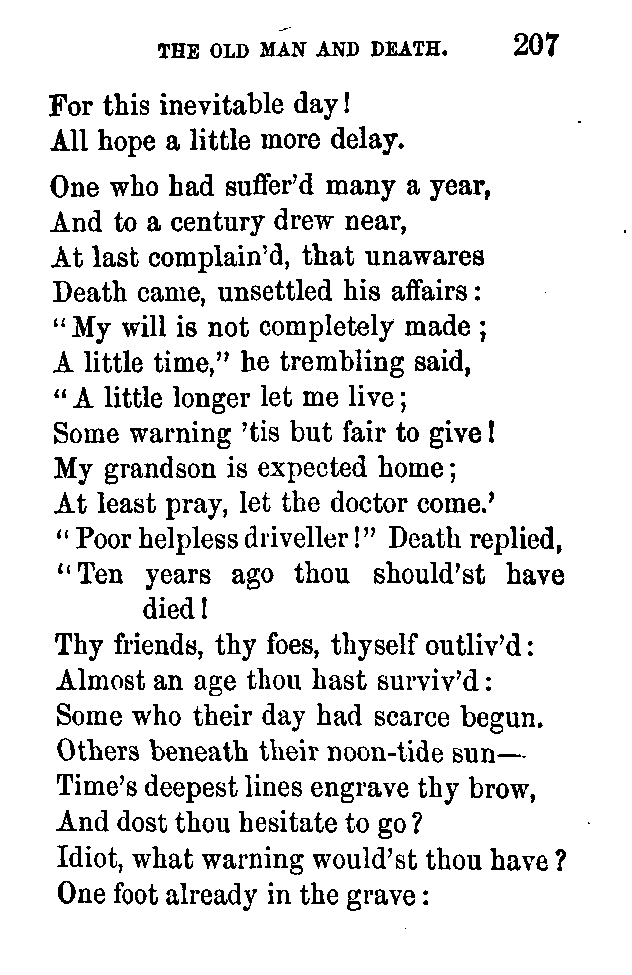 THE OLD MAN AND DEATH. 207
For this inevitable day!
All hope a little more delay.
One who had suffer'd many a year,
And to a century drew near,
At last complain'd, that unawares
Death came, unsettled his affairs:
"My will is not completely made;
A little time," he trembling said,
"A little longer let me live;
Some warning 'tis but fair to give!
My grandson is expected home;
At least pray, let the doctor come.'
"Poor helpless driveller!" Death replied,
"Ten years ago thou should'st have
died!
Thy friends, thy foes, thyself outliv'd:
Almost an age thou hast surviv'd:
Some who their day had scarce begun.
Others beneath their noon-tide sun—
Time's deepest lines engrave thy brow,
And dost thou hesitate to go?
Idiot, what warning would'st thou have?
One foot already in the grave: